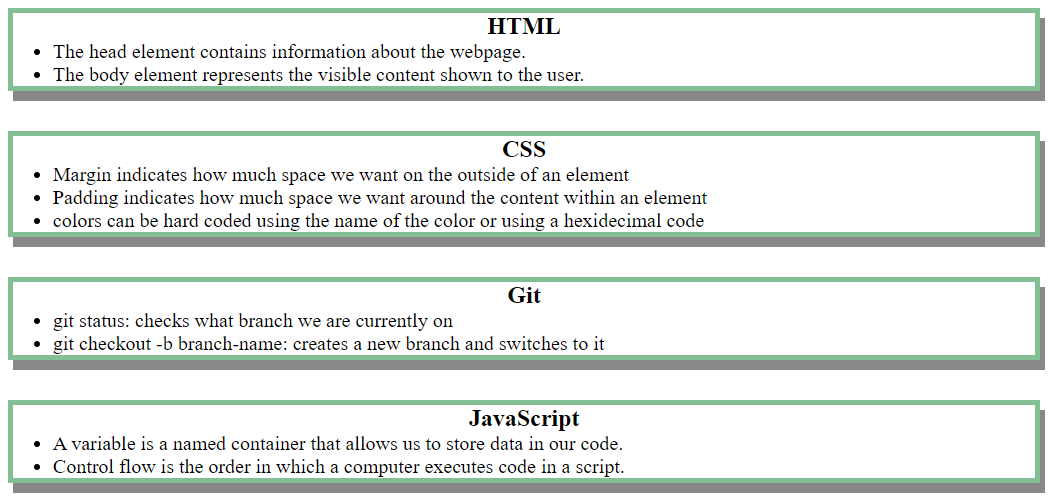 HTML
• The head element contains information about the webpage.
• The body element represents the visible content shown to the user.
CSS
• Margin indicates how much space we want on the outside of an element
• Padding indicates how much space we want around the content within an element
• colors can be hard coded using the name of the color or using a hexidecimal code
Git
• git status: checks what branch we are currently on
• git checkout -b branch-name: creates a new branch and switches to it
JavaScript
• A variable is a named container that allows us to store data in our code.
• Control flow is the order in which a computer executes code in a script.